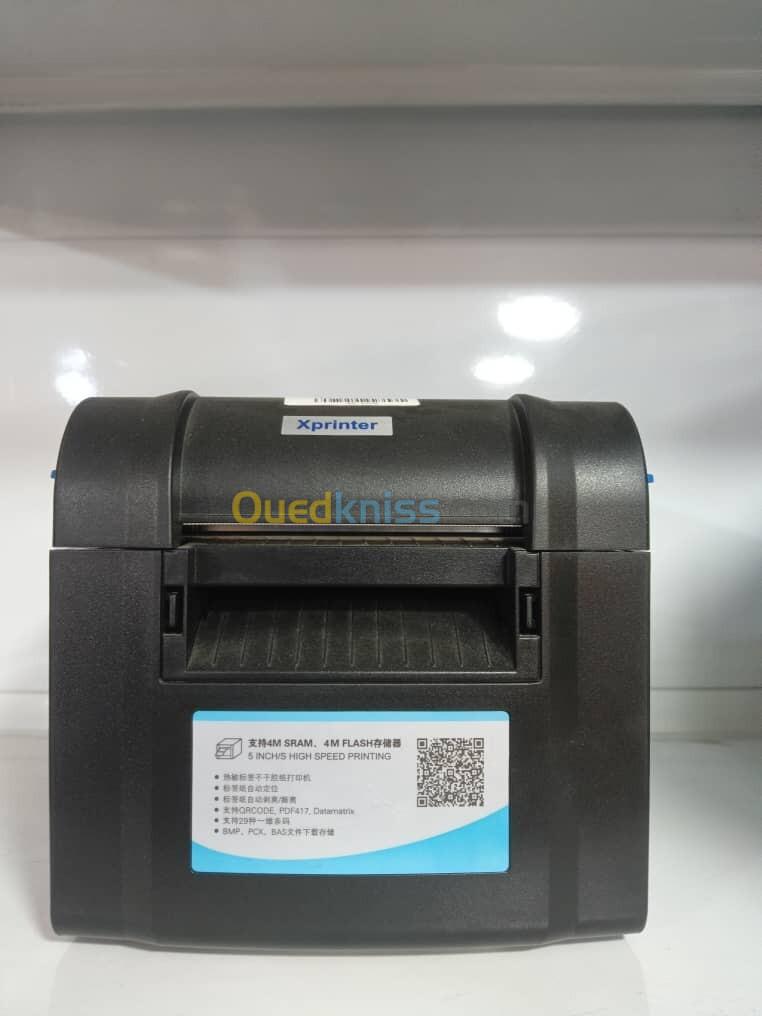 Xprinter
Ouedkniss.com
支持4M SRAM、4M FLASH存储器
5 INCH/S HIGH SPEED PRINTING
• 热敏标签不干胶纸打印机
• 标签纸自动定位
• 标签纸自动剥离/撕离
• 支持QRCODE, PDF417, Datamatrix
• 支持29种一维条码
• BMP、PCX、BAS文件下载存储